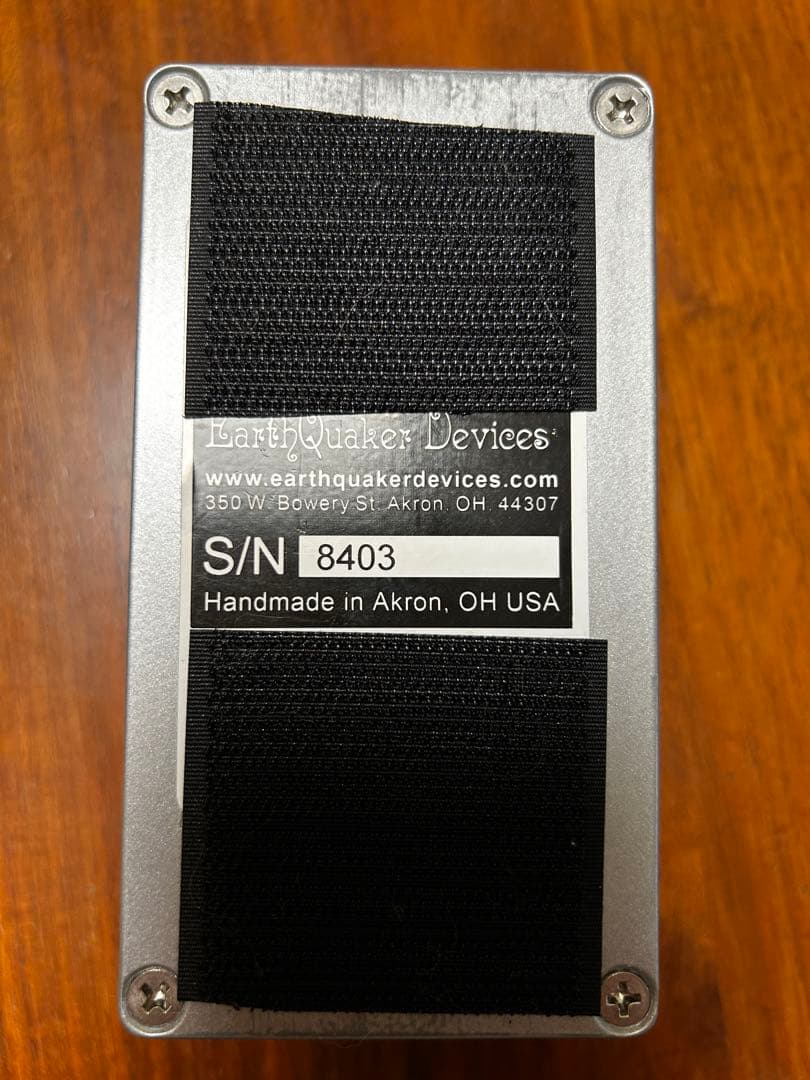 EarthQuaker Devices
www.earthquakerdevices.com
350 W. Bowery St. Akron, OH. 44307
S/N 8403
Handmade in Akron, OH USA